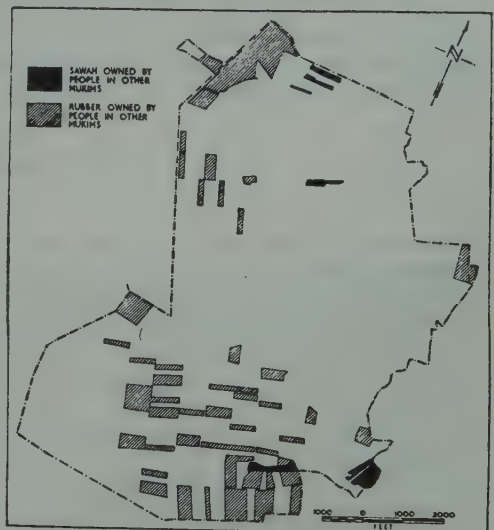 SAWAH OWNED BY
PEOPLE IN OTHER
MUKIMS
RUBBER OWNED BY
PEOPLE IN OTHER
MUKIMS
N
1000 0 1000 2000
FEET